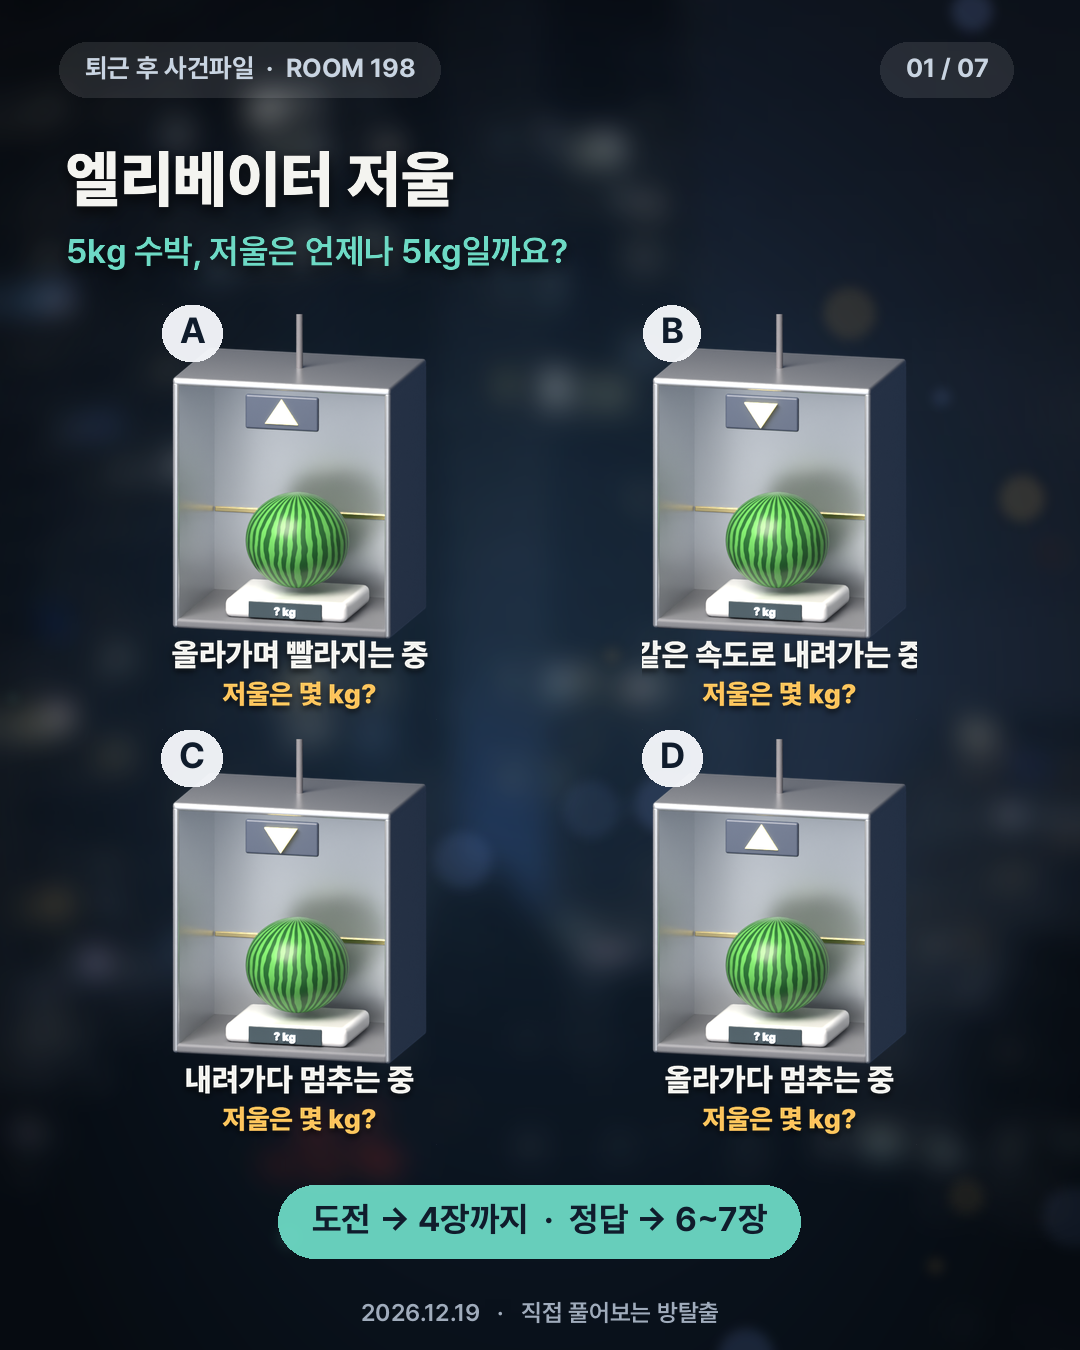 퇴근 후 사건파일 · ROOM 198
01 / 07
엘리베이터 저울
5kg 수박, 저울은 언제나 5kg일까요?
A
B
? kg
? kg
올라가며 빨라지는 중
같은 속도로 내려가는 중
저울은 몇 kg?
저울은 몇 kg?
C
D
? kg
? kg
내려가다 멈추는 중
올라가다 멈추는 중
저울은 몇 kg?
저울은 몇 kg?
도전 → 4장까지 · 정답 → 6~7장
2026.12.19 · 직접 풀어보는 방탈출